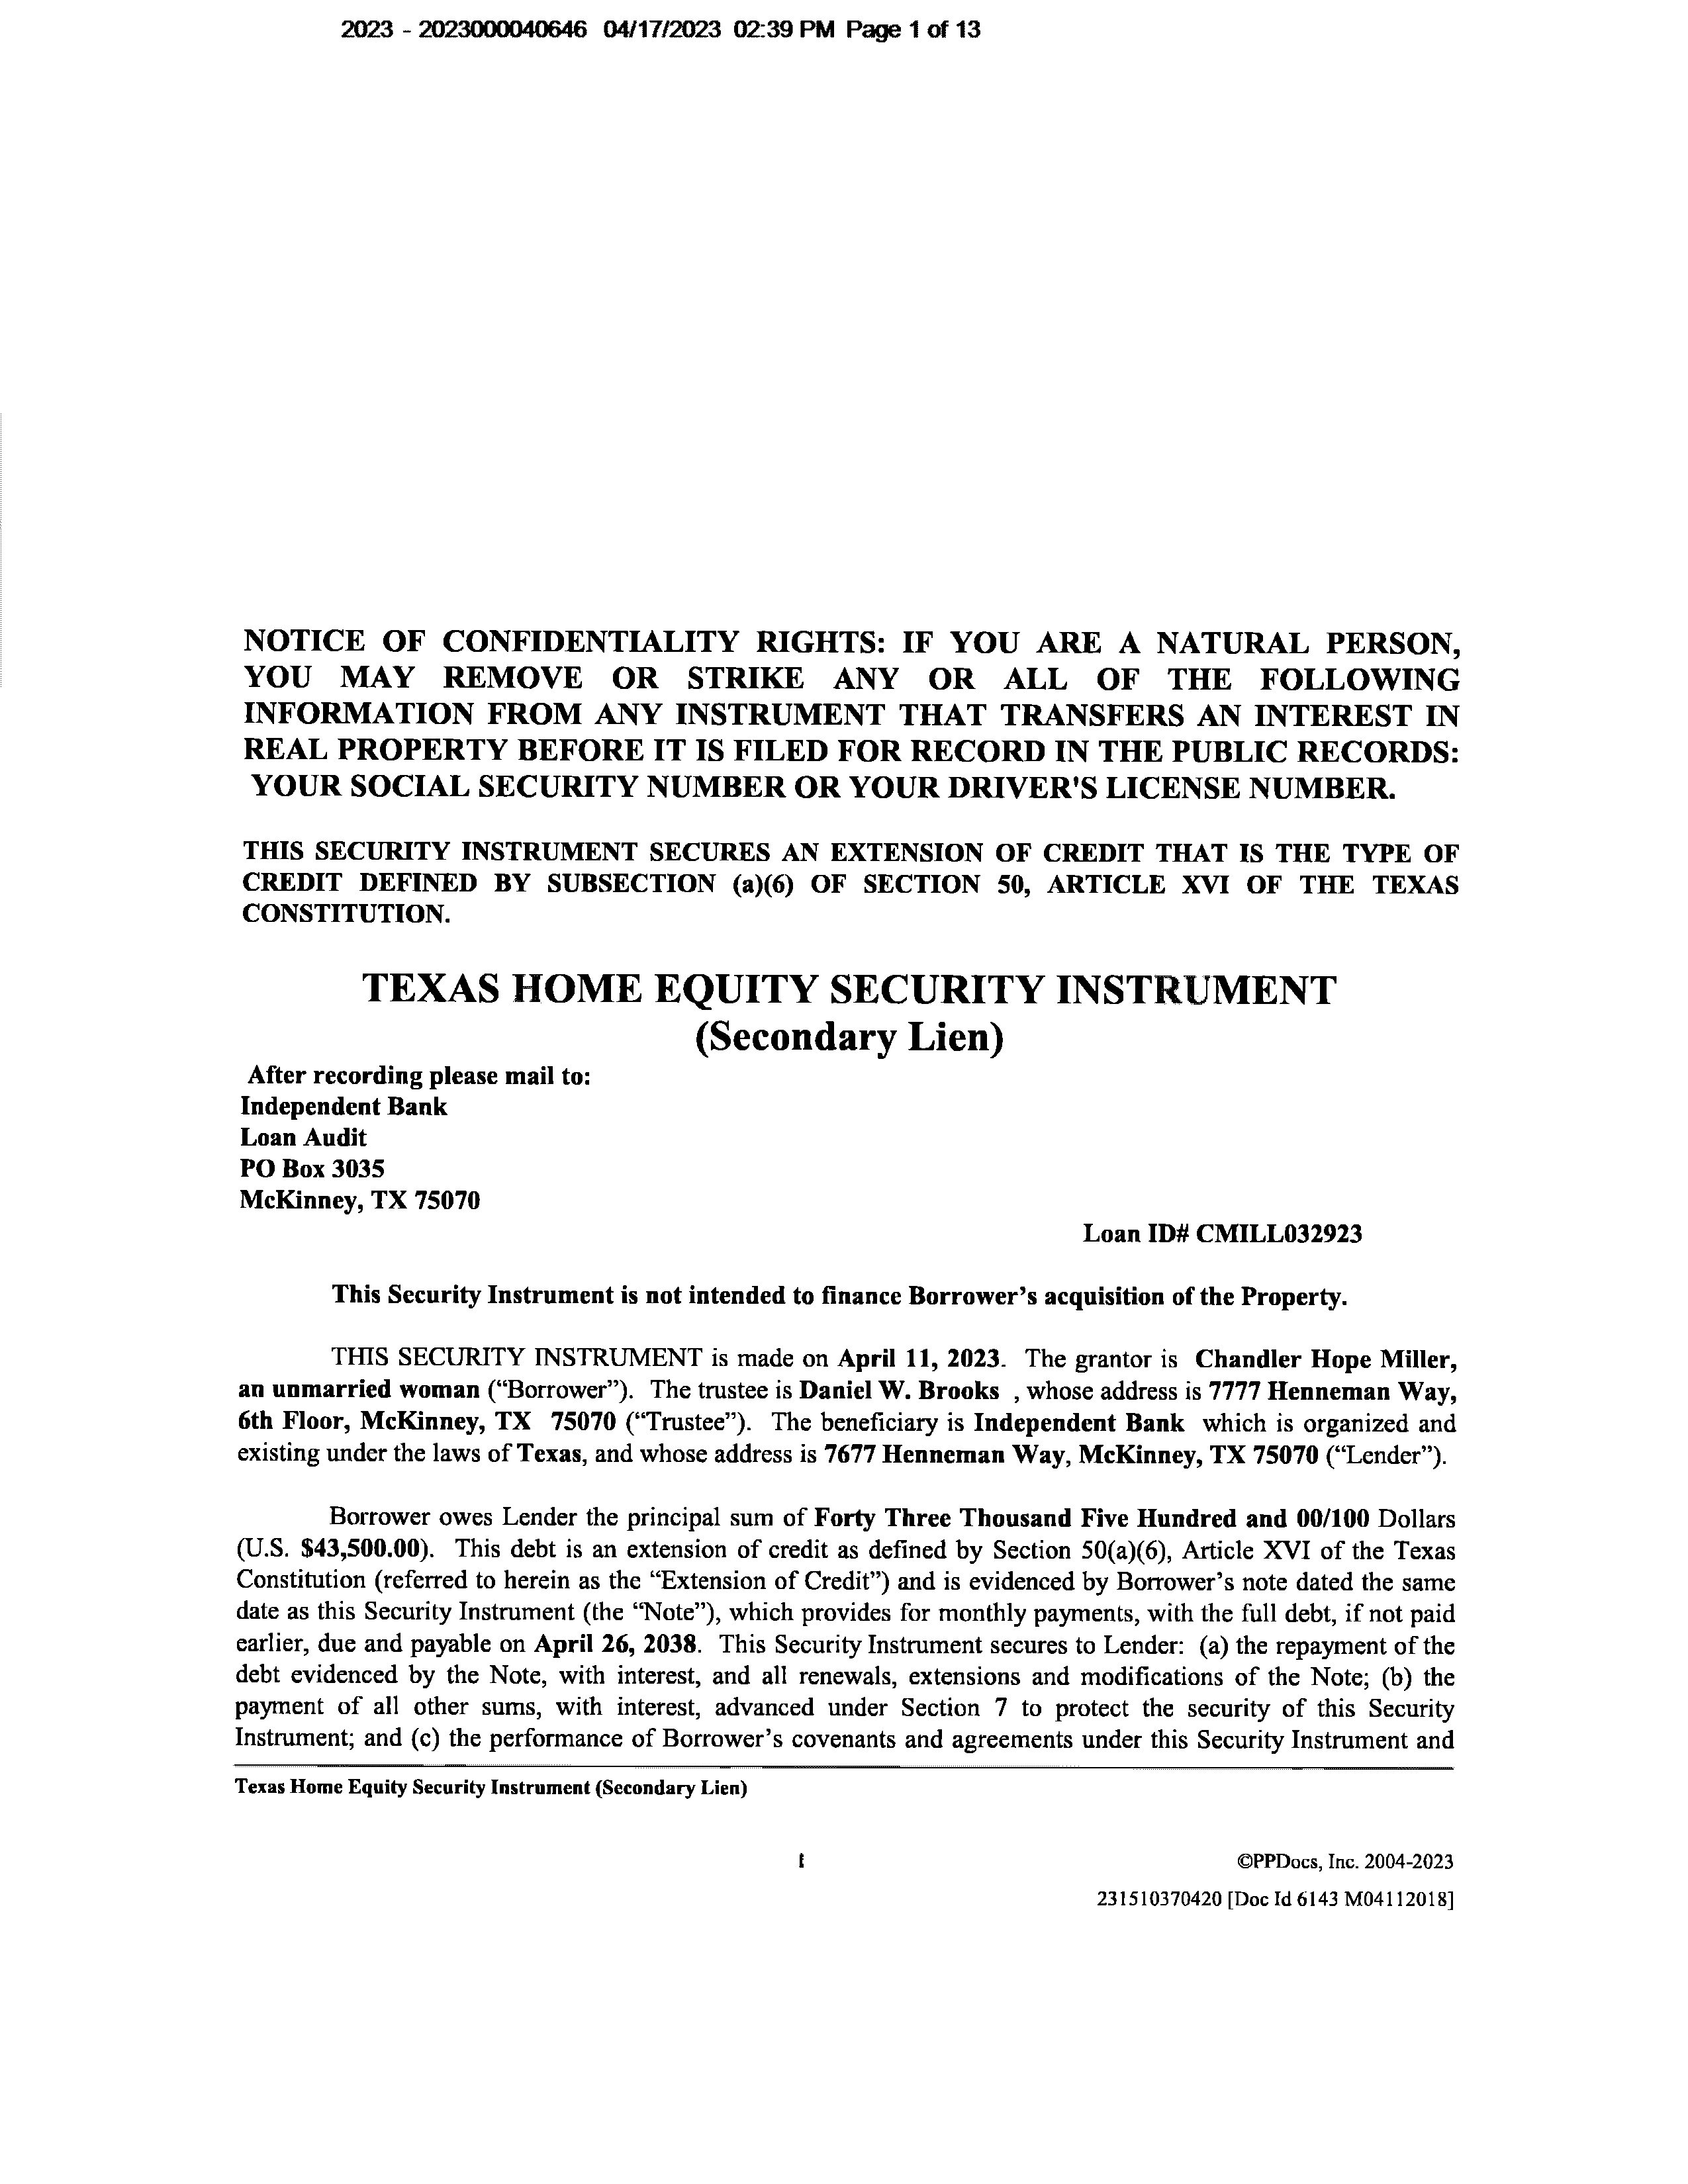 2023 - 2023000040646 04/17/2023 02:39 PM Page 1 of 13
NOTICE OF CONFIDENTIALITY RIGHTS: IF YOU ARE A NATURAL PERSON,
YOU MAY REMOVE OR STRIKE ANY OR ALL OF THE FOLLOWING
INFORMATION FROM ANY INSTRUMENT THAT TRANSFERS AN INTEREST IN
REAL PROPERTY BEFORE IT IS FILED FOR RECORD IN THE PUBLIC RECORDS:
YOUR SOCIAL SECURITY NUMBER OR YOUR DRIVER'S LICENSE NUMBER.
THIS SECURITY INSTRUMENT SECURES AN EXTENSION OF CREDIT THAT IS THE TYPE OF
CREDIT DEFINED BY SUBSECTION (a)(6) OF SECTION 50, ARTICLE XVI OF THE TEXAS
CONSTITUTION.
TEXAS HOME EQUITY SECURITY INSTRUMENT
(Secondary Lien)
After recording please mail to:
Independent Bank
Loan Audit
PO Box 3035
McKinney, TX 75070
Loan ID# CMILL032923
This Security Instrument is not intended to finance Borrower’s acquisition of the Property.
THIS SECURITY INSTRUMENT is made on April 11, 2023. The grantor is Chandler Hope Miller,
an unmarried woman (“Borrower”). The trustee is Daniel W. Brooks , whose address is 7777 Henneman Way,
6th Floor, McKinney, TX 75070 (“Trustee”). The beneficiary is Independent Bank which is organized and
existing under the laws of Texas, and whose address is 7677 Henneman Way, McKinney, TX 75070 (“Lender”).
Borrower owes Lender the principal sum of Forty Three Thousand Five Hundred and 00/100 Dollars
(U.S. $43,500.00). This debt is an extension of credit as defined by Section 50(a)(6), Article XVI of the Texas
Constitution (referred to herein as the “Extension of Credit”) and is evidenced by Borrower’s note dated the same
date as this Security Instrument (the “Note”), which provides for monthly payments, with the full debt, if not paid
earlier, due and payable on April 26, 2038. This Security Instrument secures to Lender: (a) the repayment of the
debt evidenced by the Note, with interest, and all renewals, extensions and modifications of the Note; (b) the
payment of all other sums, with interest, advanced under Section 7 to protect the security of this Security
Instrument; and (c) the performance of Borrower’s covenants and agreements under this Security Instrument and
Texas Home Equity Security Instrument (Secondary Lien)
1
©PPDocs, Inc. 2004-2023
231510370420 [Doc Id 6143 M04112018]